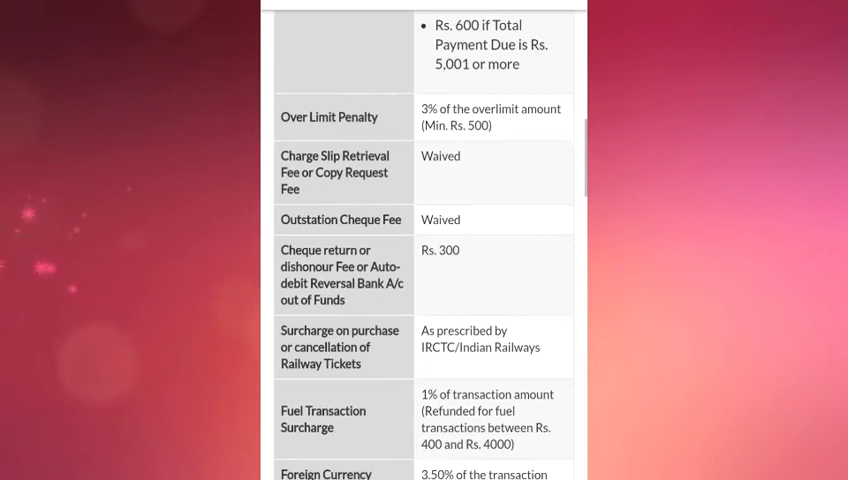 • Rs. 600 if Total
Payment Due is Rs.
5,001 or more
Over Limit Penalty
3% of the overlimit amount
(Min. Rs. 500)
Charge Slip Retrieval
Fee or Copy Request
Fee
Waived
Outstation Cheque Fee
Waived
Cheque return or
dishonour Fee or Auto-
debit Reversal Bank A/c
out of Funds
Rs. 300
Surcharge on purchase
or cancellation of
Railway Tickets
As prescribed by
IRCTC/Indian Railways
Fuel Transaction
Surcharge
1% of transaction amount
(Refunded for fuel
transactions between Rs.
400 and Rs. 4000)
Foreign Currency
3.50% of the transaction